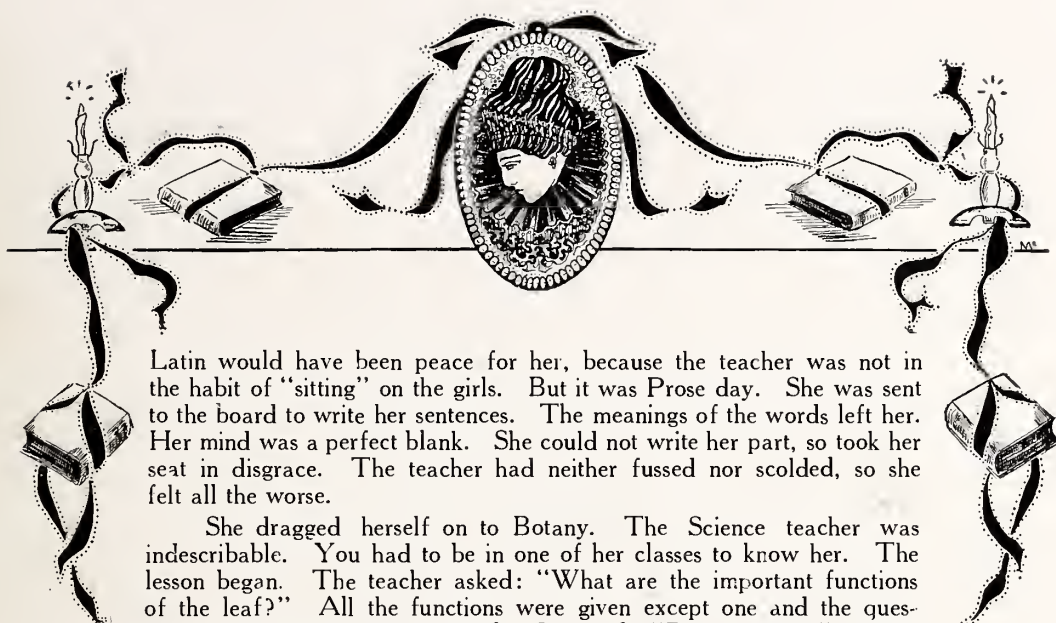 Mc
Latin would have been peace for her, because the teacher was not in
the habit of "sitting" on the girls. But it was Prose day. She was sent
to the board to write her sentences. The meanings of the words left her.
Her mind was a perfect blank. She could not write her part, so took her
seat in disgrace. The teacher had neither fussed nor scolded, so she
felt all the worse.
She dragged herself on to Botany. The Science teacher was
indescribable. You had to be in one of her classes to know her. The
lesson began. The teacher asked: "What are the important functions
of the leaf?" All the functions were given except one and the ques-